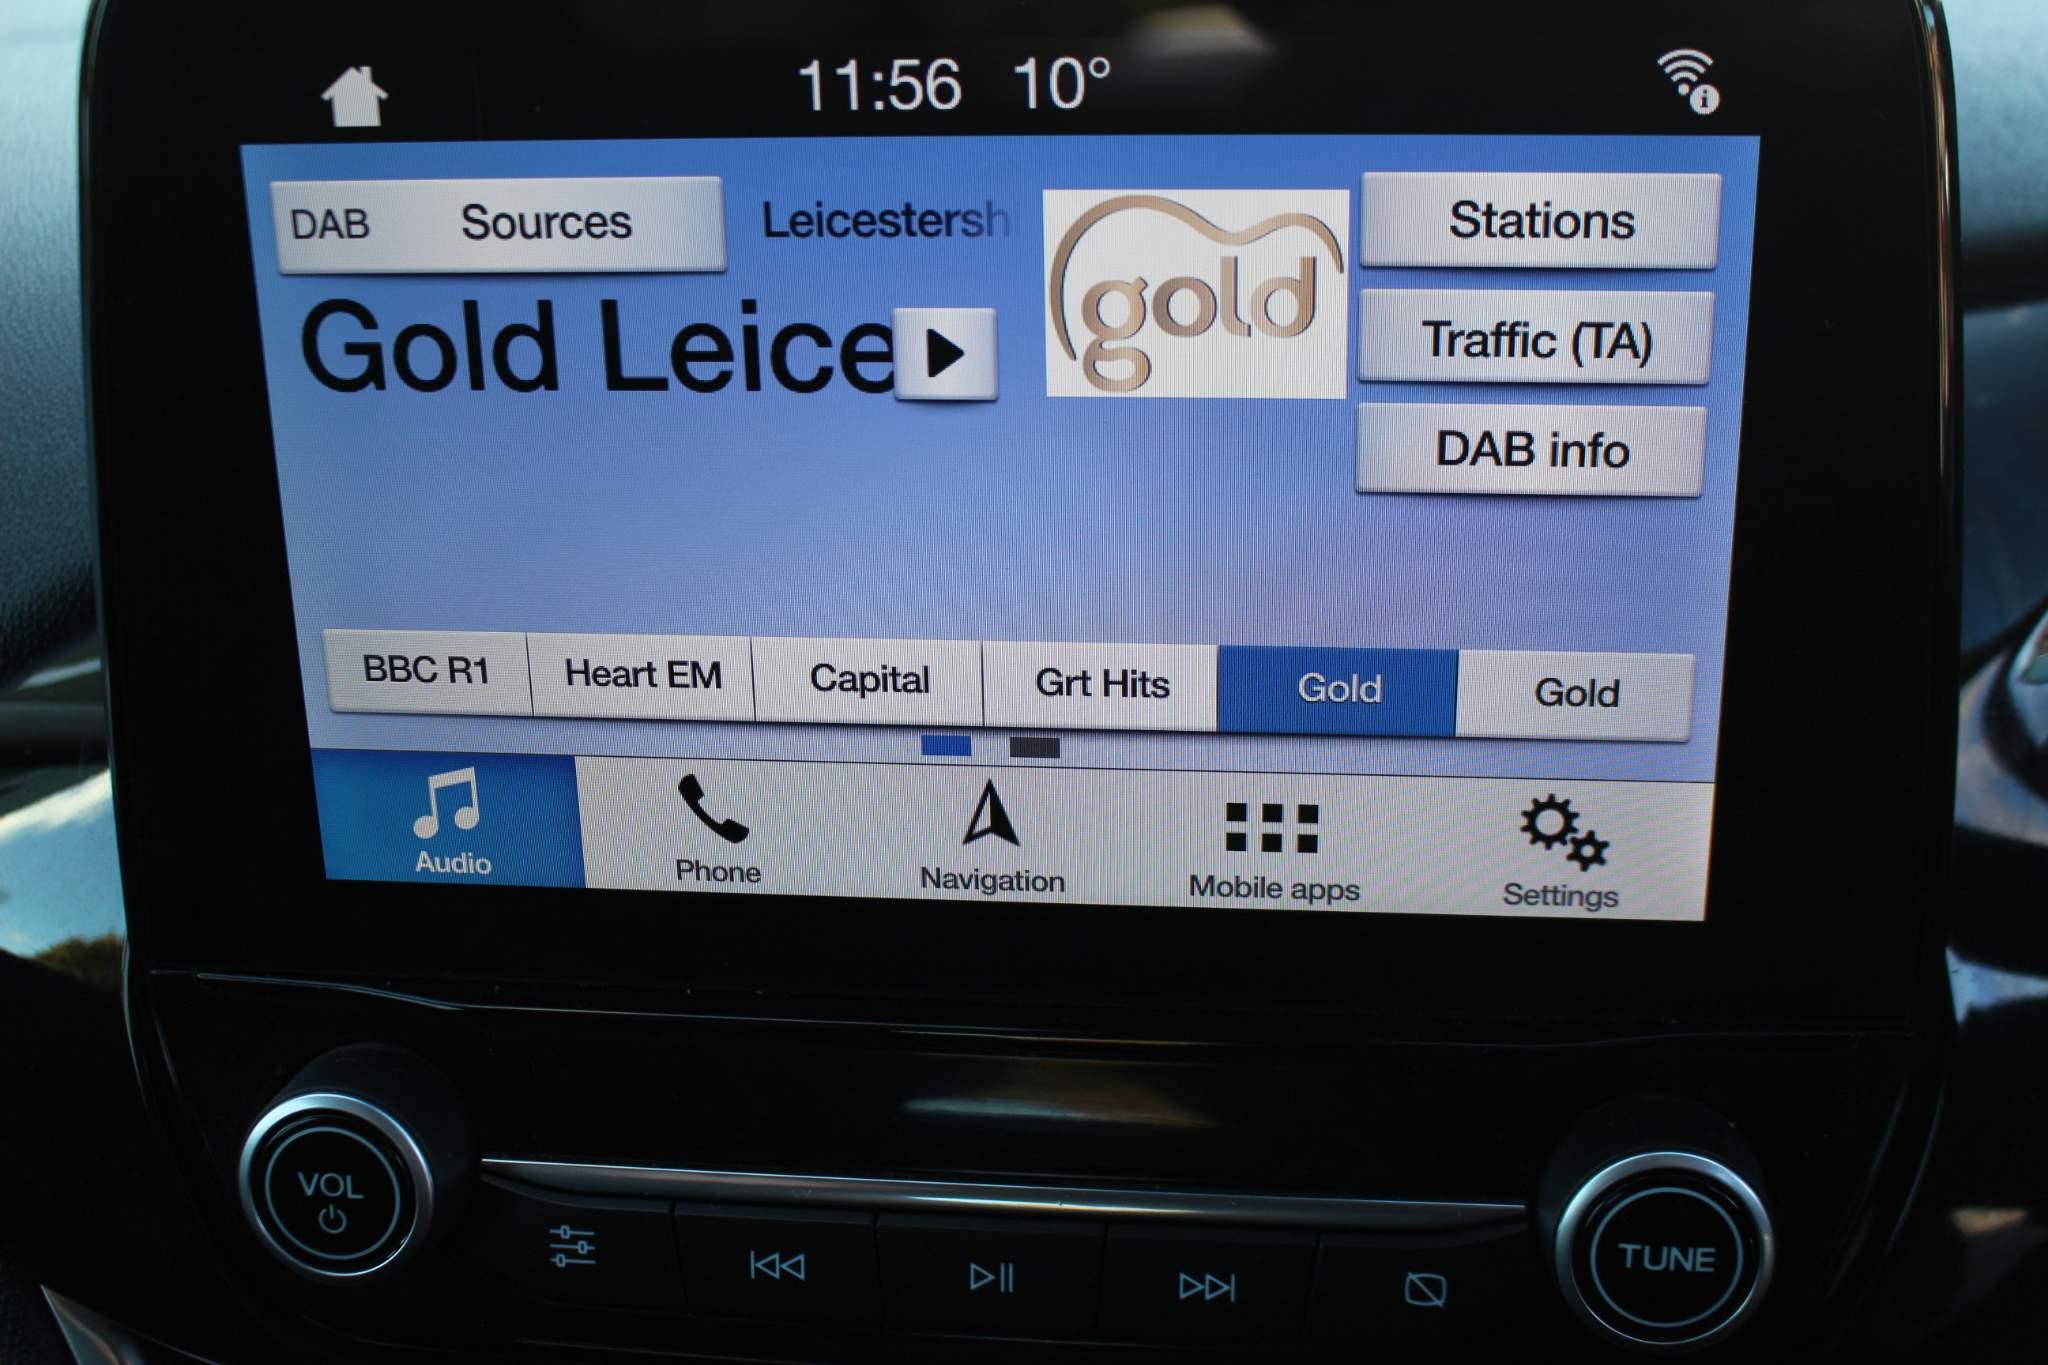 11:56 10°
DAB Sources
Leicestersh
gold
Stations
Gold Leice
Traffic (TA)
DAB info
BBC R1
Heart EM
Capital
Grt Hits
Gold
Gold
Audio
Phone
Navigation
Mobile apps
Settings
VOL
TUNE